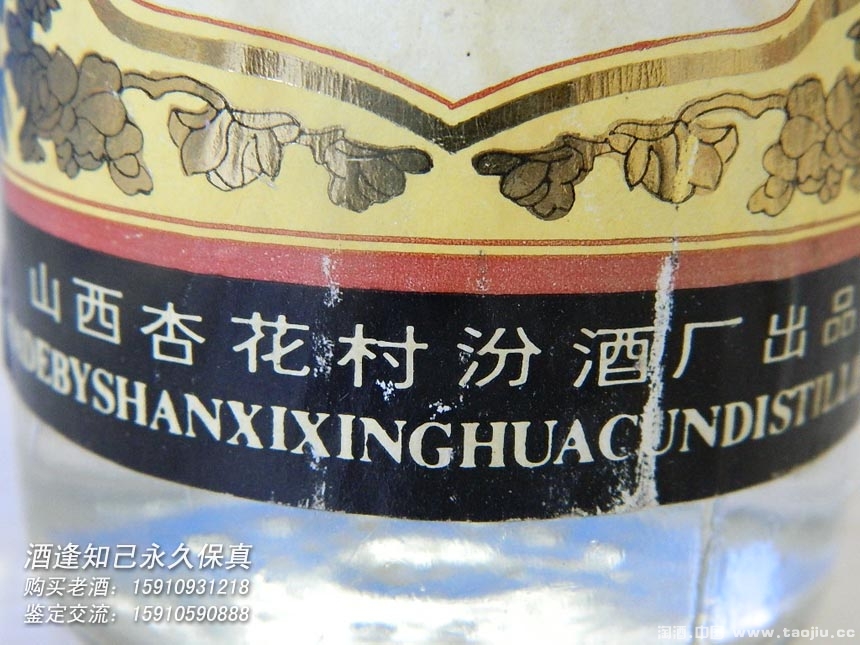 山西杏花村汾酒厂出品
DEBYSHANXIXINGHUACUNDISTILLE
酒逢知己永久保真
购买老酒：15910931218
鉴定交流：15910590888
淘酒.中国 www.taojiu.cc